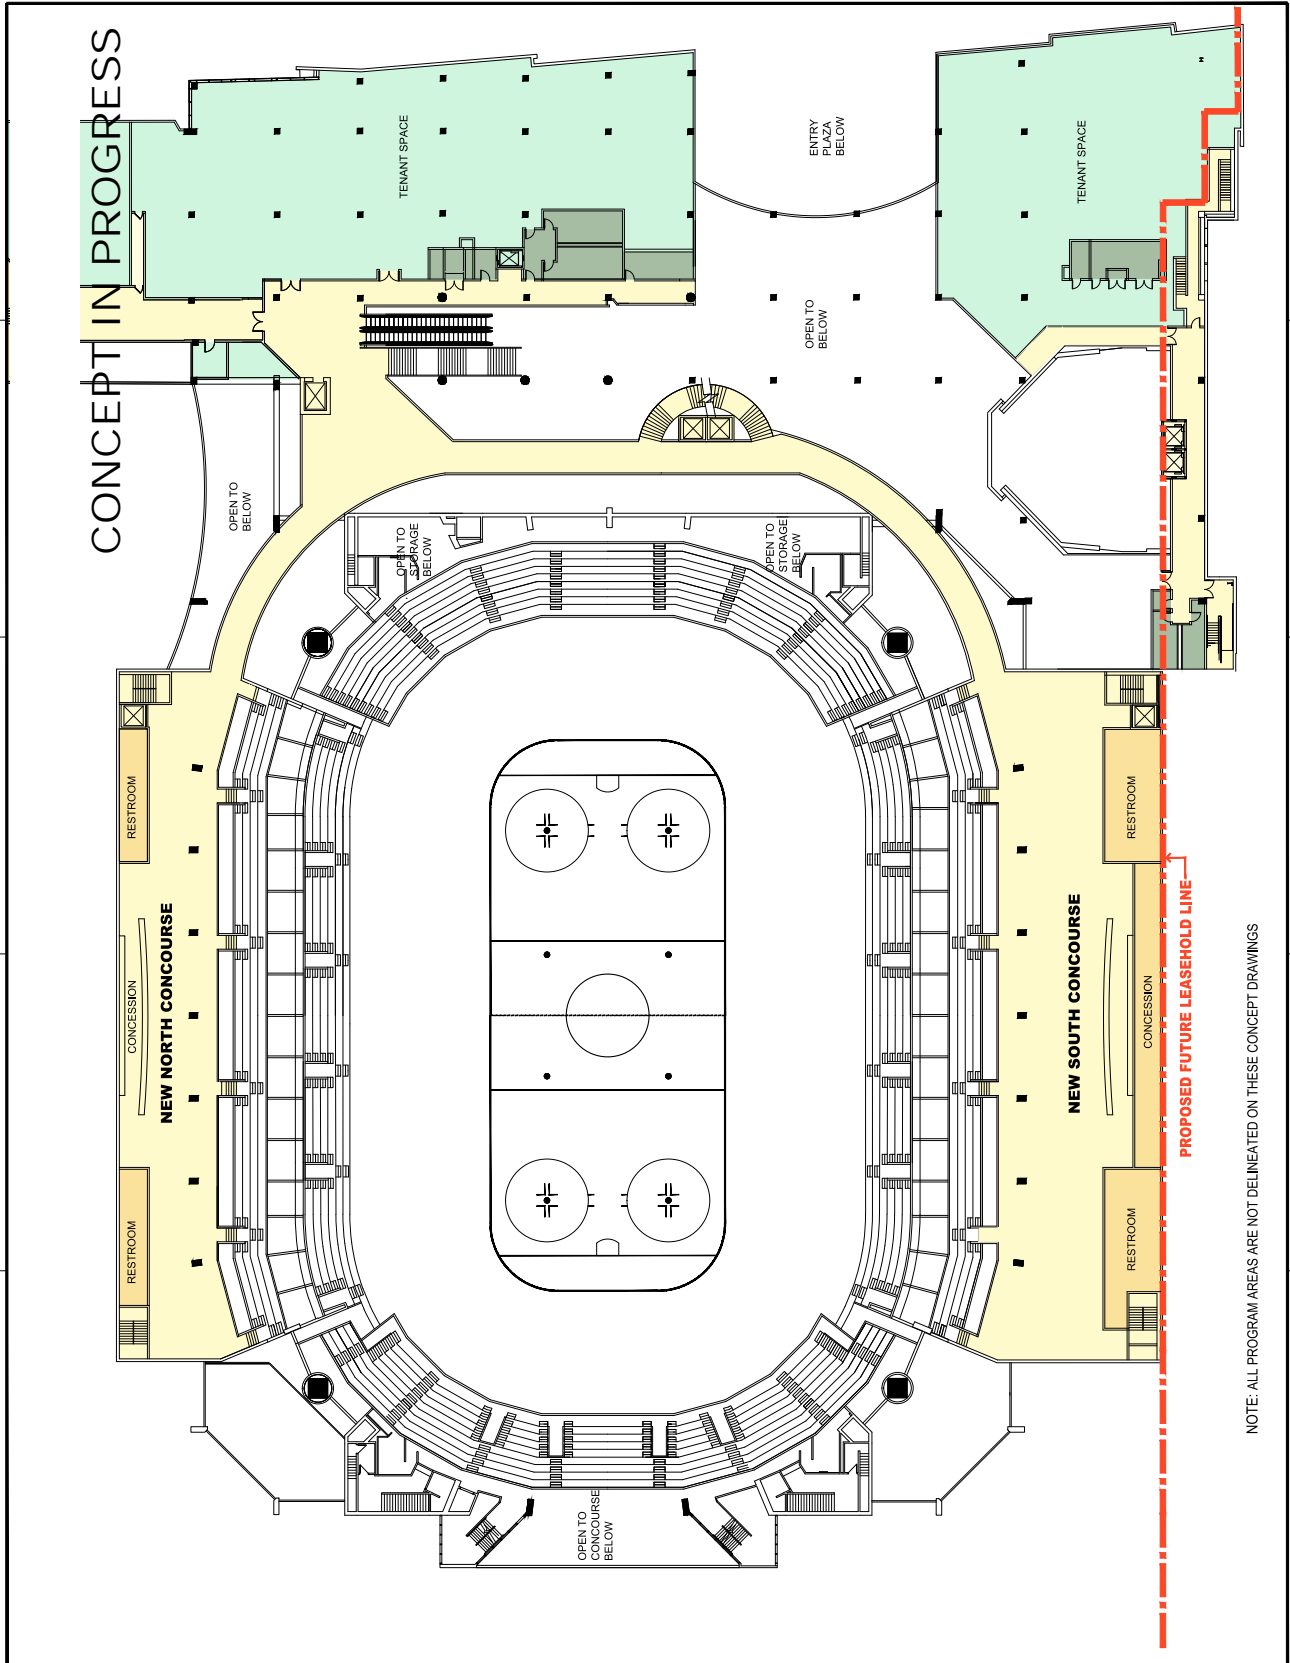 CONCEPT IN PROGRESS
TENANT SPACE
ENTRY
PLAZA
BELOW
TENANT SPACE
OPEN TO
BELOW
OPEN TO
BELOW
OPEN TO
STORAGE
BELOW
OPEN TO
STORAGE
BELOW
RESTROOM
CONCESSION
NEW NORTH CONCOURSE
RESTROOM
RESTROOM
NEW SOUTH CONCOURSE
CONCESSION
RESTROOM
PROPOSED FUTURE LEASEHOLD LINE
OPEN TO
CONCOURSE
BELOW
NOTE: ALL PROGRAM AREAS ARE NOT DELINEATED ON THESE CONCEPT DRAWINGS